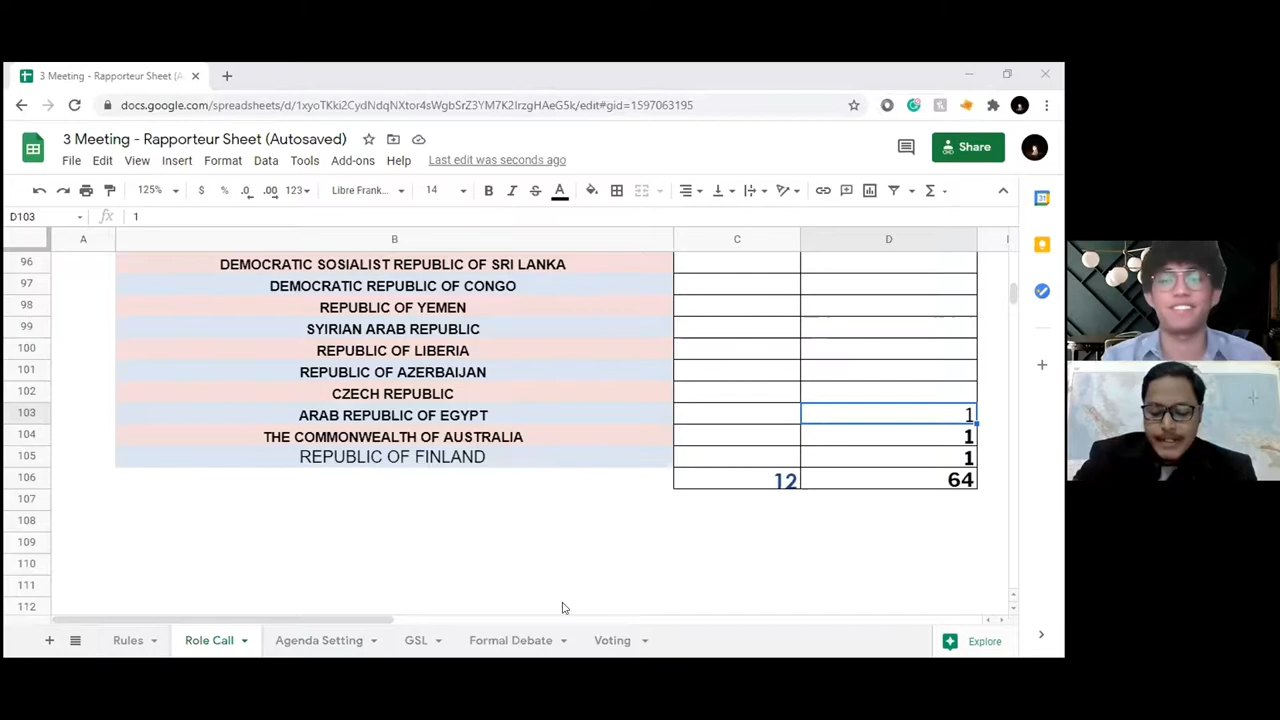 3 Meeting - Rapporteur Sheet (A
docs.google.com/spreadsheets/d/1xyoTKki2CydNdqNXtor4sWgbSrZ3YM7K2IrzgHAeG5k/edit#gid=1597063195
3 Meeting - Rapporteur Sheet (Autosaved)
File Edit View Insert Format Data Tools Add-ons Help Last edit was seconds ago
Share
125% $ % .0 .00 123 Libre Frank... 14 B I S A
D103 fx 1
A B C D
96 DEMOCRATIC SOSIALIST REPUBLIC OF SRI LANKA
97 DEMOCRATIC REPUBLIC OF CONGO
98 REPUBLIC OF YEMEN
99 SYIRIAN ARAB REPUBLIC
100 REPUBLIC OF LIBERIA
101 REPUBLIC OF AZERBAIJAN
102 CZECH REPUBLIC
103 ARAB REPUBLIC OF EGYPT 1
104 THE COMMONWEALTH OF AUSTRALIA 1
105 REPUBLIC OF FINLAND 1
106 12 64
107
108
109
110
111
112
Rules Role Call Agenda Setting GSL Formal Debate Voting Explore